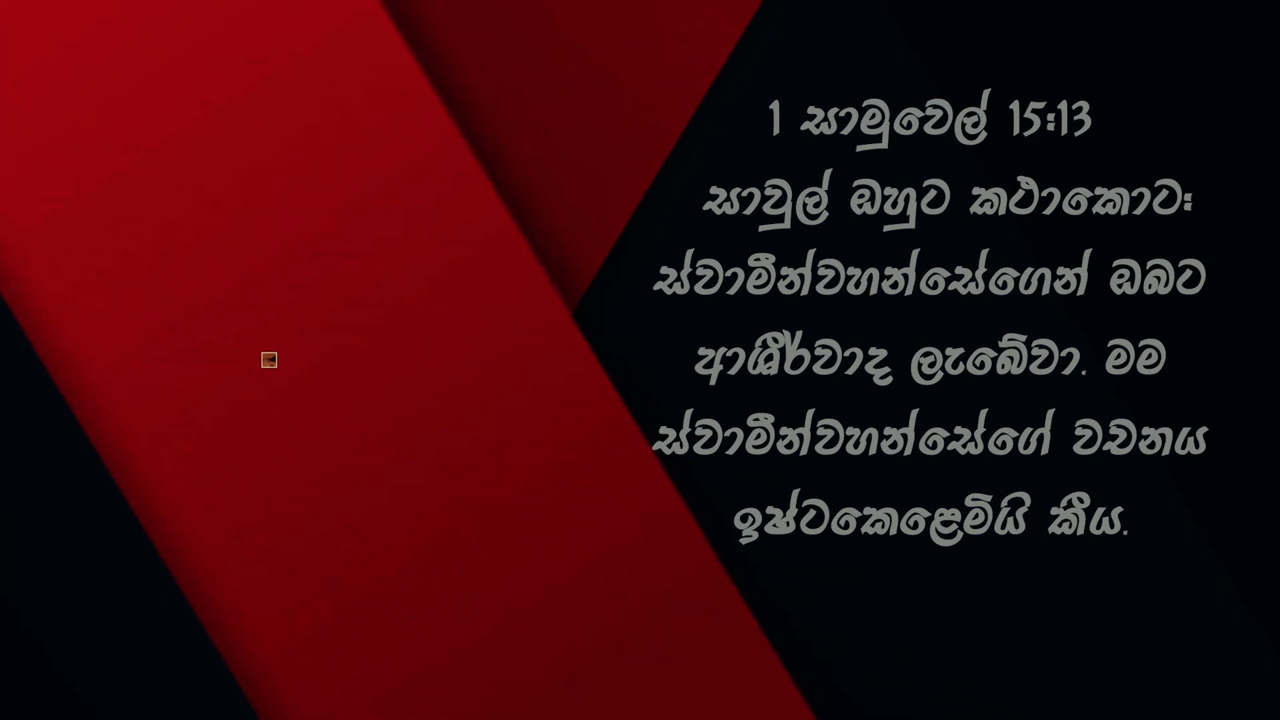 1 සාමුවෙල් 15:13
සාවුල් ඔහුට කථාකොට:
ස්වාමීන්වහන්සේගෙන් ඔබට
ආශීර්වාද ලැබේවා. මම
ස්වාමීන්වහන්සේගේ වචනය
ඉෂ්ටකෙළෙමියි කීය.